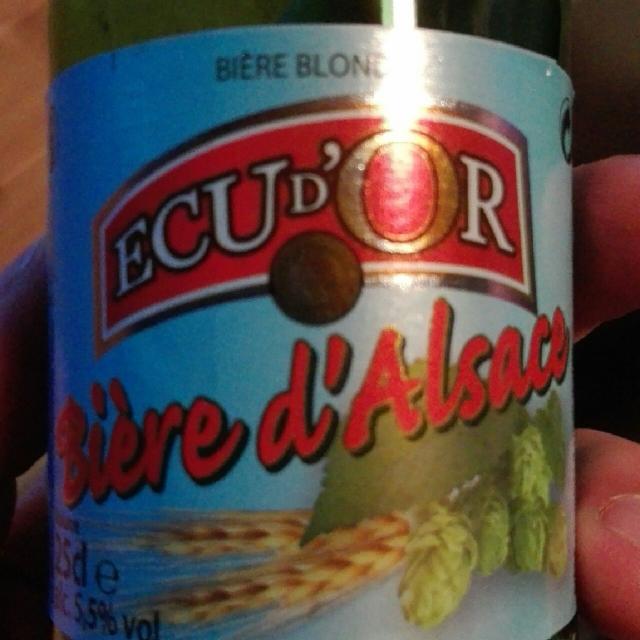 BIÈRE BLOND
ECU D'OR
Bière d'Alsace
25cl e
5,5% vol